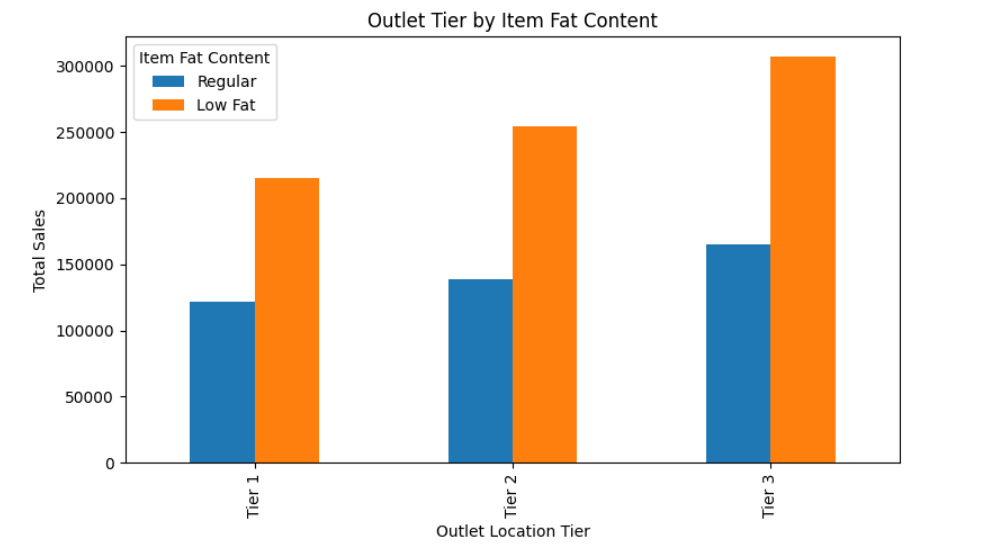 Outlet Tier by Item Fat Content
Item Fat Content
Regular
Low Fat
Total Sales
300000
250000
200000
150000
100000
50000
0
Tier 1
Tier 2
Tier 3
Outlet Location Tier